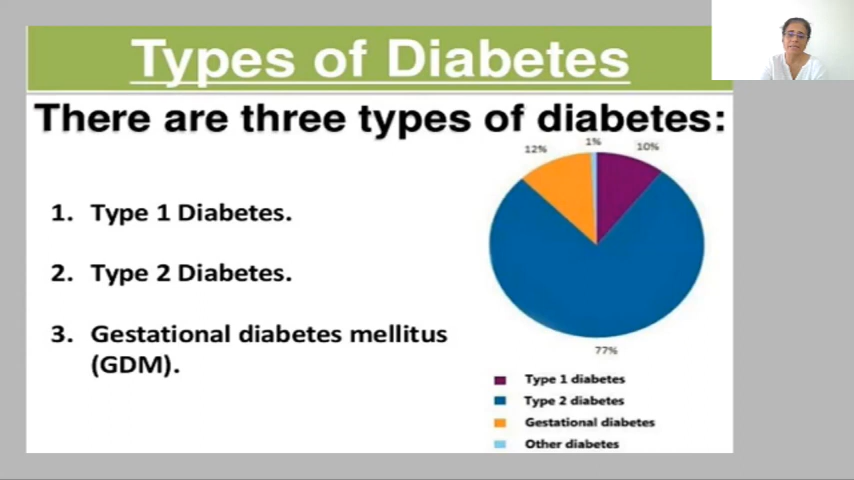 Types of Diabetes
There are three types of diabetes:
1. Type 1 Diabetes.
2. Type 2 Diabetes.
3. Gestational diabetes mellitus
(GDM).
12%
1%
10%
77%
Type 1 diabetes
Type 2 diabetes
Gestational diabetes
Other diabetes